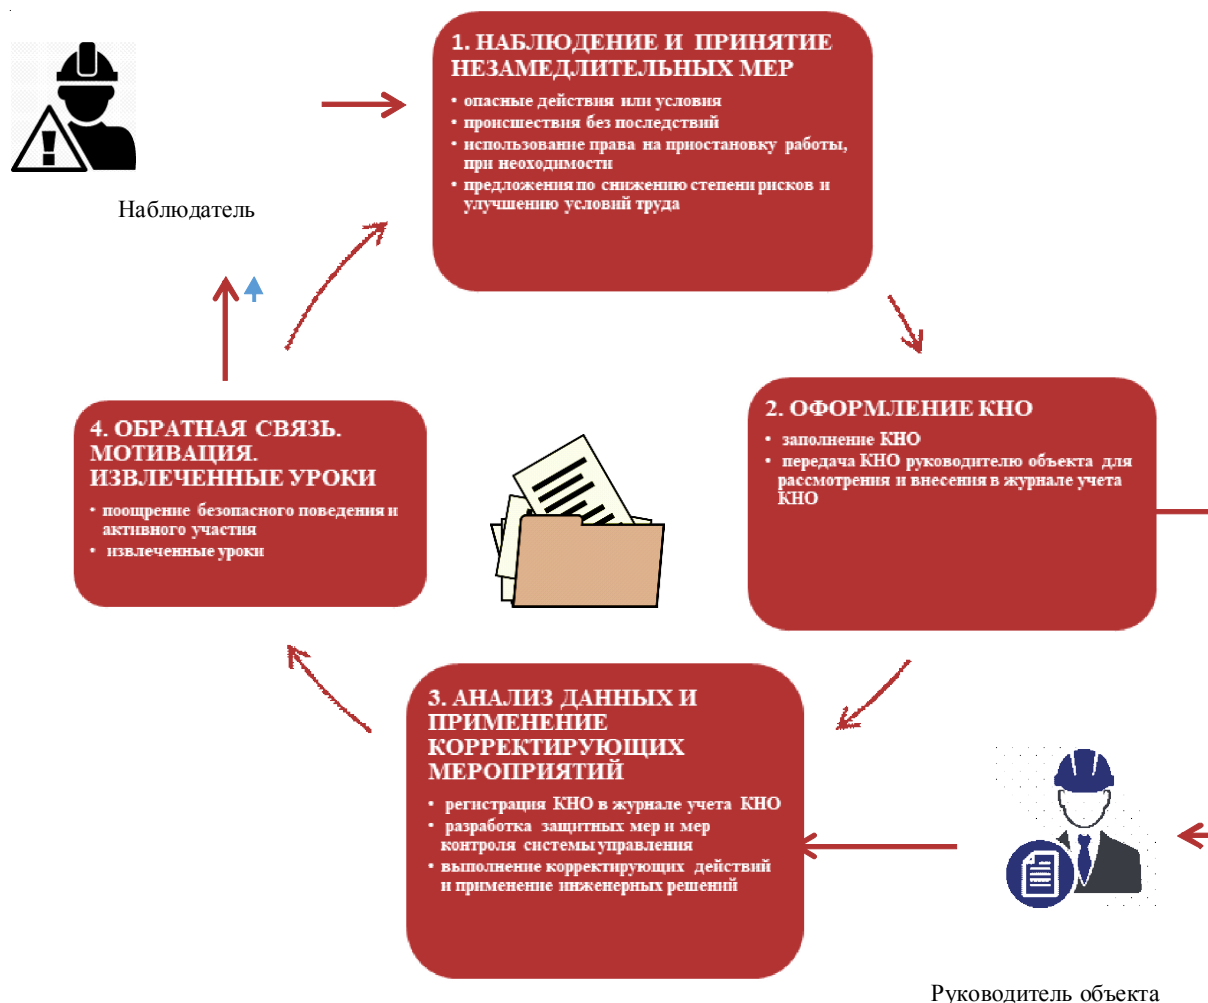 1. НАБЛЮДЕНИЕ И ПРИНЯТИЕ
НЕЗАМЕДЛИТЕЛЬНЫХ МЕР
• опасные действия или условия
• происшествия без последствий
• использование права на приостановку работы,
при неоходимости
• предложения по снижению степени рисков и
улучшению условий труда
Наблюдатель
2. ОФОРМЛЕНИЕ КНО
• заполнение КНО
• передача КНО руководителю объекта для
рассмотрения и внесения в журнале учета
КНО
4. ОБРАТНАЯ СВЯЗЬ.
МОТИВАЦИЯ.
ИЗВЛЕЧЕННЫЕ УРОКИ
• поощрение безопасного поведения и
активного участия
• извлеченные уроки
3. АНАЛИЗ ДАННЫХ И
ПРИМЕНЕНИЕ
КОРРЕКТИРУЮЩИХ
МЕРОПРИЯТИЙ
• регистрация КНО в журнале учета КНО
• разработка защитных мер и мер
контроля системы управления
• выполнение корректирующих действий
и применение инженерных решений
Руководитель объекта